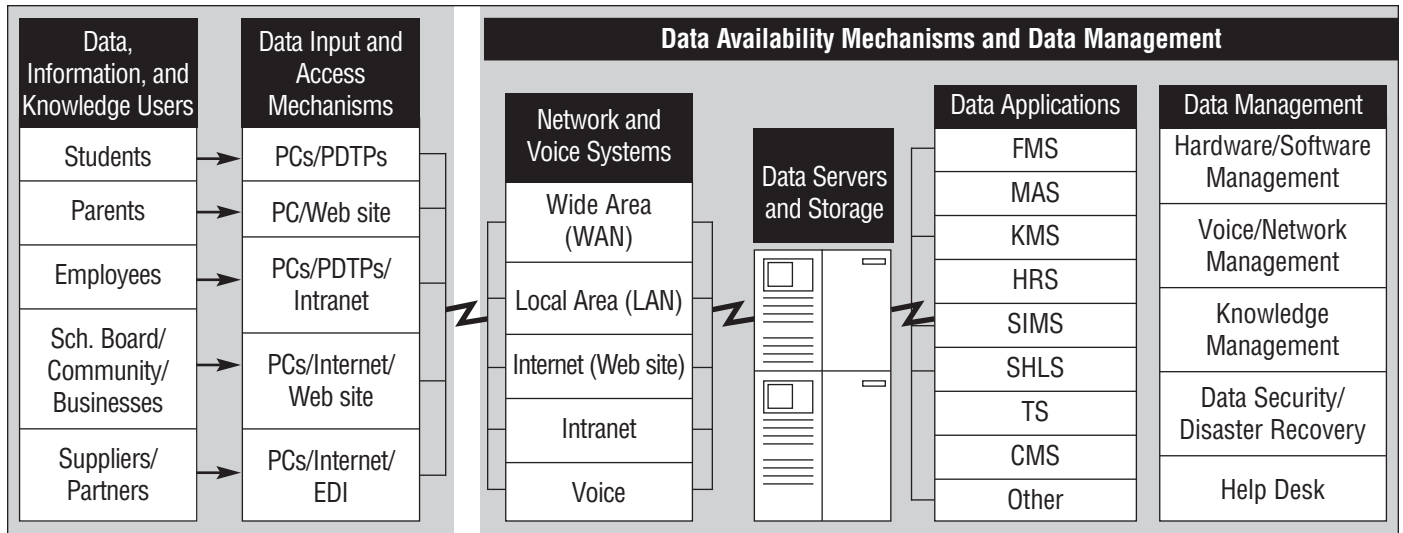 Data,
Information, and
Knowledge Users
Students
Parents
Employees
Sch. Board/
Community/
Businesses
Suppliers/
Partners
Data Input and
Access
Mechanisms
PCs/PDTPs
PC/Web site
PCs/PDTPs/
Intranet
PCs/Internet/
Web site
PCs/Internet/
EDI
Data Availability Mechanisms and Data Management
Network and
Voice Systems
Wide Area
(WAN)
Local Area (LAN)
Internet (Web site)
Intranet
Voice
Data Servers
and Storage
Data Applications
FMS
MAS
KMS
HRS
SIMS
SHLS
TS
CMS
Other
Data Management
Hardware/Software
Management
Voice/Network
Management
Knowledge
Management
Data Security/
Disaster Recovery
Help Desk